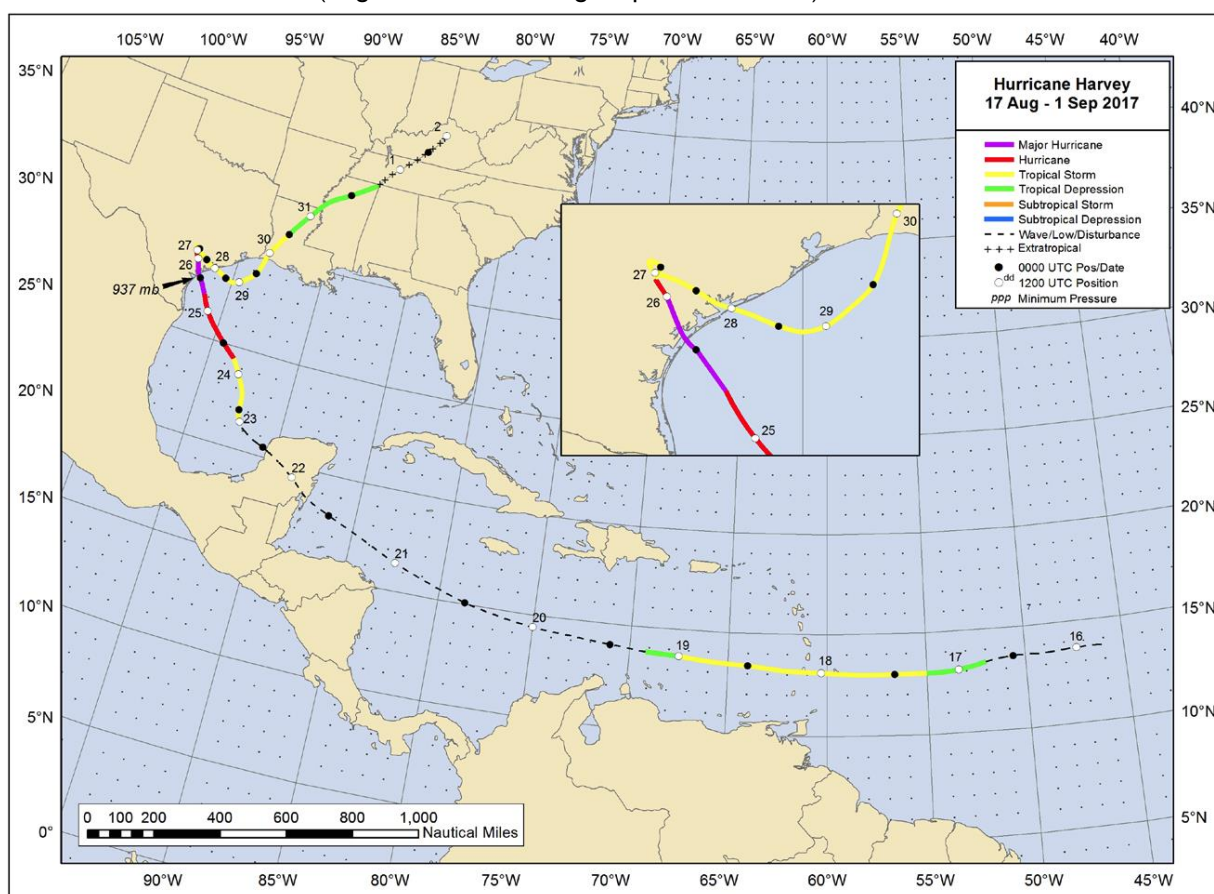 105°W 100°W 95°W 90°W 85°W 80°W 75°W 70°W 65°W 60°W 55°W 50°W 45°W 40°W
35°N
30°N
25°N
20°N
15°N
10°N
5°N
0°
40°N
35°N
30°N
25°N
20°N
15°N
10°N
5°N
90°W 85°W 80°W 75°W 70°W 65°W 60°W 55°W 50°W 45°W 40°W
Hurricane Harvey
17 Aug - 1 Sep 2017
Major Hurricane
Hurricane
Tropical Storm
Tropical Depression
Subtropical Storm
Subtropical Depression
Wave/Low/Disturbance
Extratropical
0000 UTC Pos/Date
dd 1200 UTC Position
ppp Minimum Pressure
2
1
31
30
27
28
26
29
937 mb
25
24
23
22
21
20
19
18
17
16
30
27
26
28
29
25
0 100 200 400 600 800 1,000
Nautical Miles